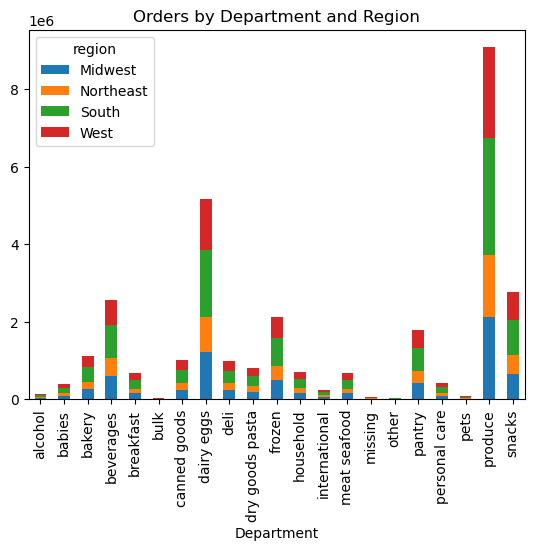 Orders by Department and Region
1e6
region
Midwest
Northeast
South
West
8
6
4
2
0
alcohol
babies
bakery
beverages
breakfast
bulk
canned goods
dairy eggs
deli
dry goods pasta
frozen
household
international
meat seafood
missing
other
pantry
personal care
pets
produce
snacks
Department